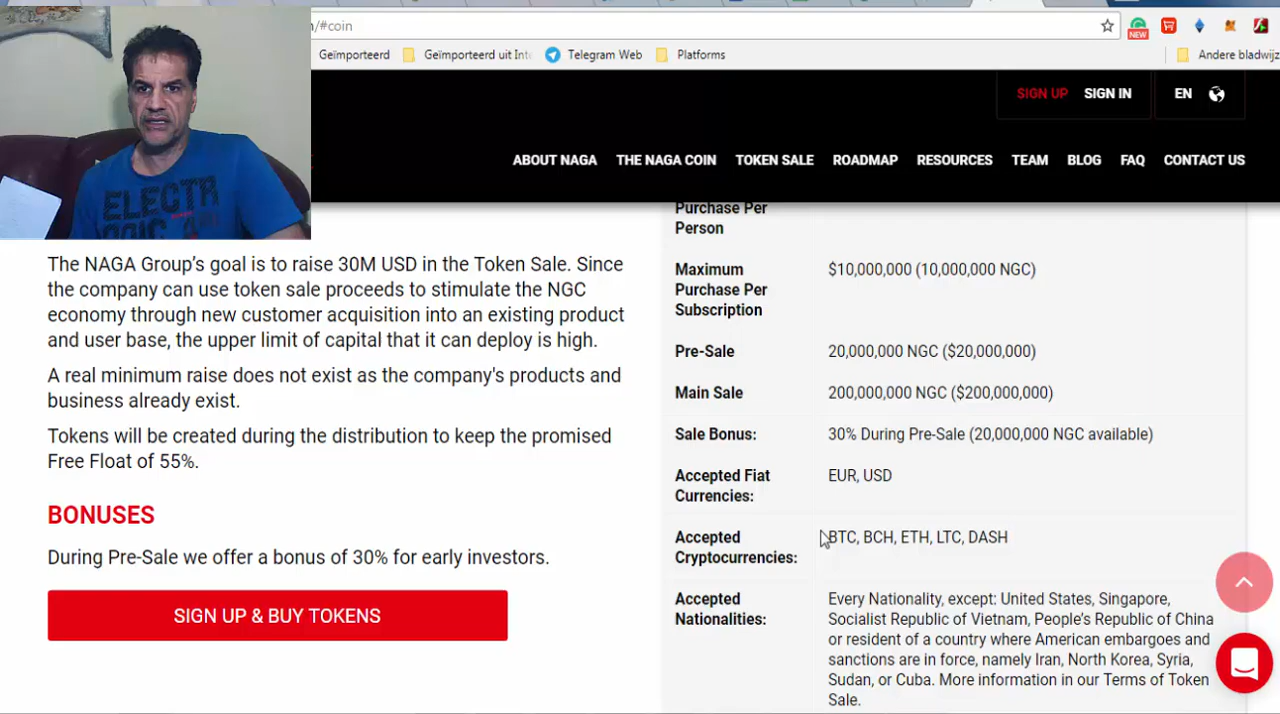 n/#coin
NEW
Geïmporteerd
Geïmporteerd uit Inte
Telegram Web
Platforms
Andere bladwijz
SIGN UP
SIGN IN
EN
ABOUT NAGA
THE NAGA COIN
TOKEN SALE
ROADMAP
RESOURCES
TEAM
BLOG
FAQ
CONTACT US
ELECTR
The NAGA Group's goal is to raise 30M USD in the Token Sale. Since
the company can use token sale proceeds to stimulate the NGC
economy through new customer acquisition into an existing product
and user base, the upper limit of capital that it can deploy is high.
A real minimum raise does not exist as the company's products and
business already exist.
Tokens will be created during the distribution to keep the promised
Free Float of 55%.
BONUSES
During Pre-Sale we offer a bonus of 30% for early investors.
SIGN UP & BUY TOKENS
Purchase Per
Person
Maximum
Purchase Per
Subscription
$10,000,000 (10,000,000 NGC)
Pre-Sale
20,000,000 NGC ($20,000,000)
Main Sale
200,000,000 NGC ($200,000,000)
Sale Bonus:
30% During Pre-Sale (20,000,000 NGC available)
Accepted Fiat
Currencies:
EUR, USD
Accepted
Cryptocurrencies:
BTC, BCH, ETH, LTC, DASH
Accepted
Nationalities:
Every Nationality, except: United States, Singapore,
Socialist Republic of Vietnam, People's Republic of China
or resident of a country where American embargoes and
sanctions are in force, namely Iran, North Korea, Syria,
Sudan, or Cuba. More information in our Terms of Token
Sale.